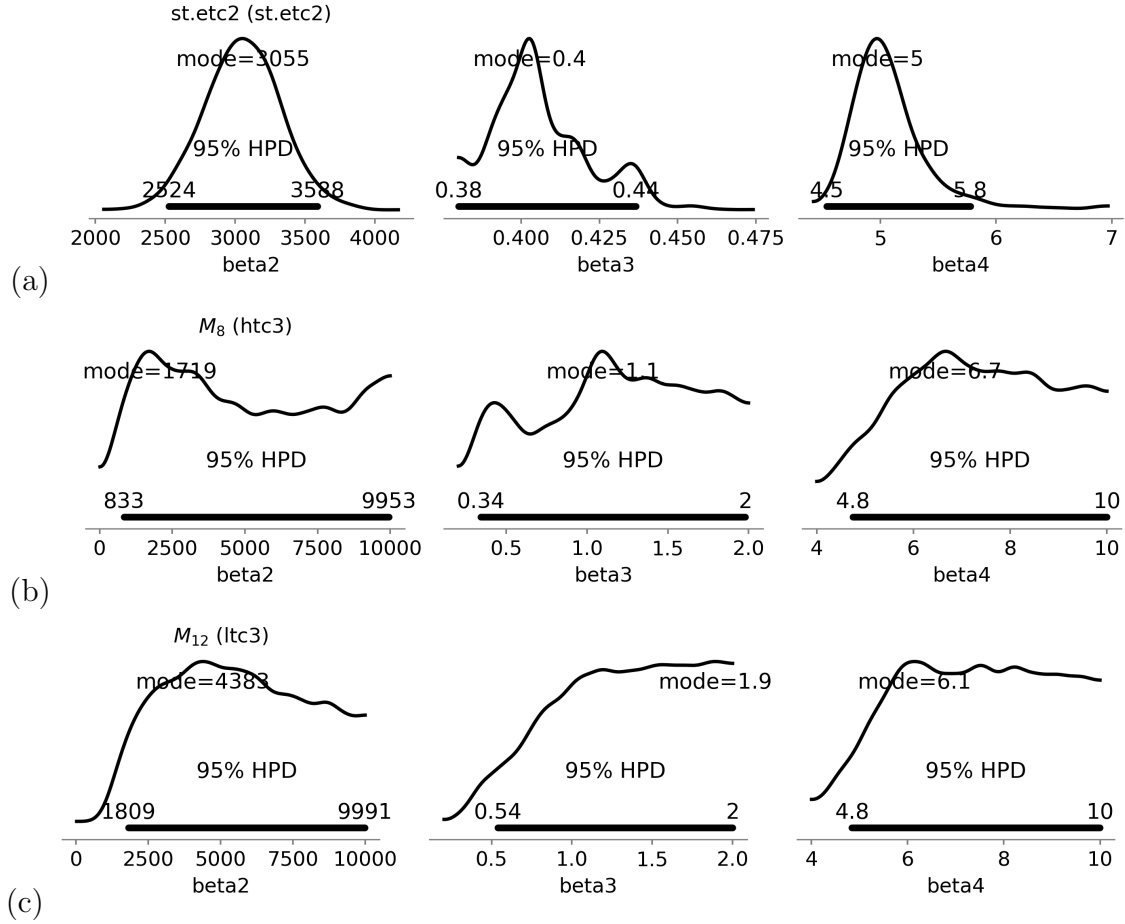 st.etc2 (st.etc2)
mode=3055 mode=0.4 mode=5
95% HPD 95% HPD 95% HPD
2524 3588 0.38 0.44 4.5 5.8
2000 2500 3000 3500 4000 0.400 0.425 0.450 0.475 5 6 7
beta2 beta3 beta4
(a)
M8 (htc3)
mode=1719 mode=1.1 mode=6.7
95% HPD 95% HPD 95% HPD
833 9953 0.34 2 4.8 10
0 2500 5000 7500 10000 0.5 1.0 1.5 2.0 4 6 8 10
beta2 beta3 beta4
(b)
M12 (ltc3)
mode=4383 mode=1.9 mode=6.1
95% HPD 95% HPD 95% HPD
1809 9991 0.54 2 4.8 10
0 2500 5000 7500 10000 0.5 1.0 1.5 2.0 4 6 8 10
beta2 beta3 beta4
(c)